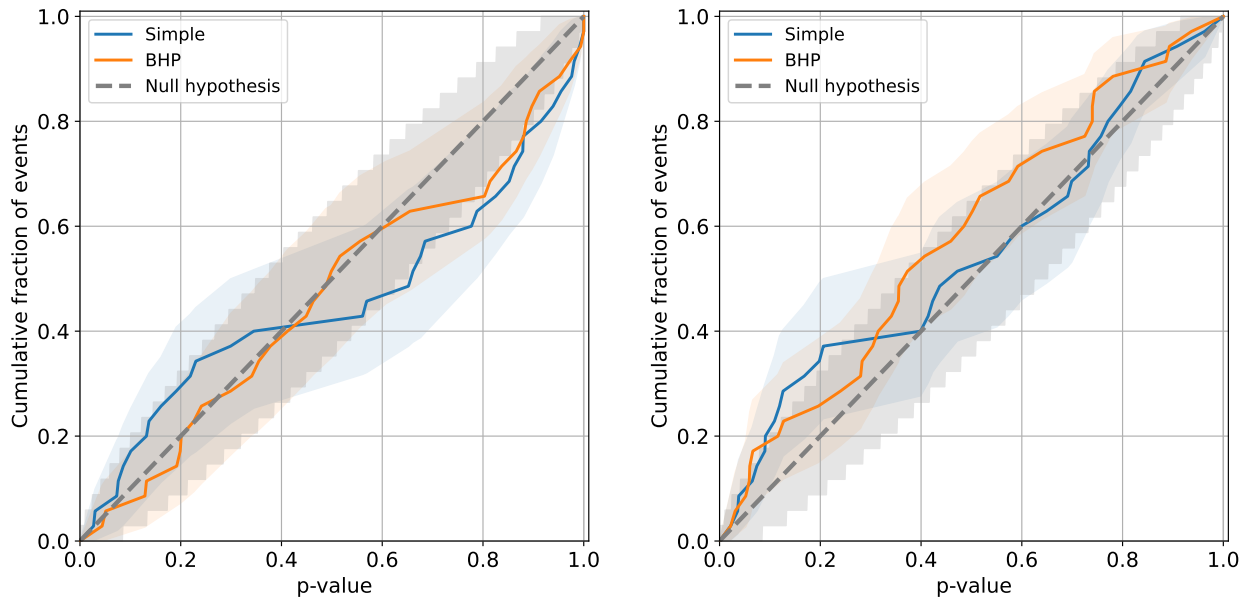 1.0
0.8
0.6
0.4
0.2
0.0
Cumulative fraction of events
Simple
BHP
Null hypothesis
0.0 0.2 0.4 0.6 0.8 1.0
p-value
1.0
0.8
0.6
0.4
0.2
0.0
Cumulative fraction of events
Simple
BHP
Null hypothesis
0.0 0.2 0.4 0.6 0.8 1.0
p-value